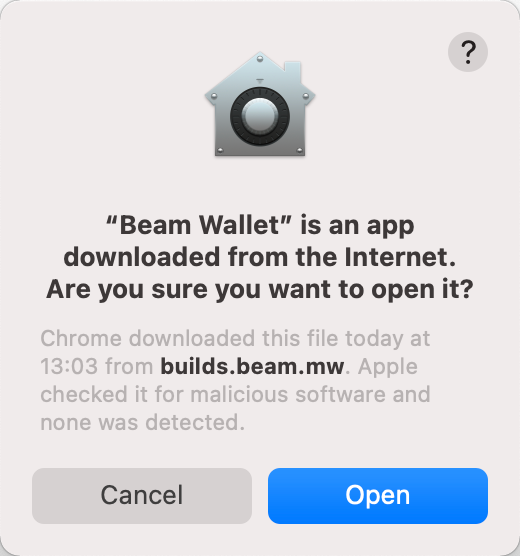 ?
“Beam Wallet” is an app
downloaded from the Internet.
Are you sure you want to open it?
Chrome downloaded this file today at
13:03 from builds.beam.mw. Apple
checked it for malicious software and
none was detected.
Cancel
Open